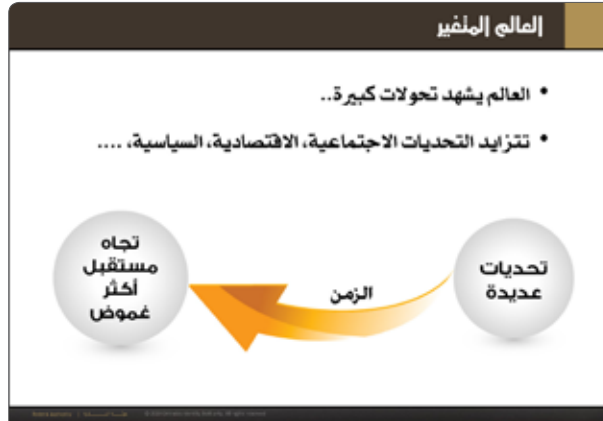 العالم المتغير
• العالم يشهد تحولات كبيرة..
• تتزايد التحديات الاجتماعية، الاقتصادية، السياسية، ....
تحديات
عديدة
الزمن
تجاه
مستقبل
أكثر
غموض